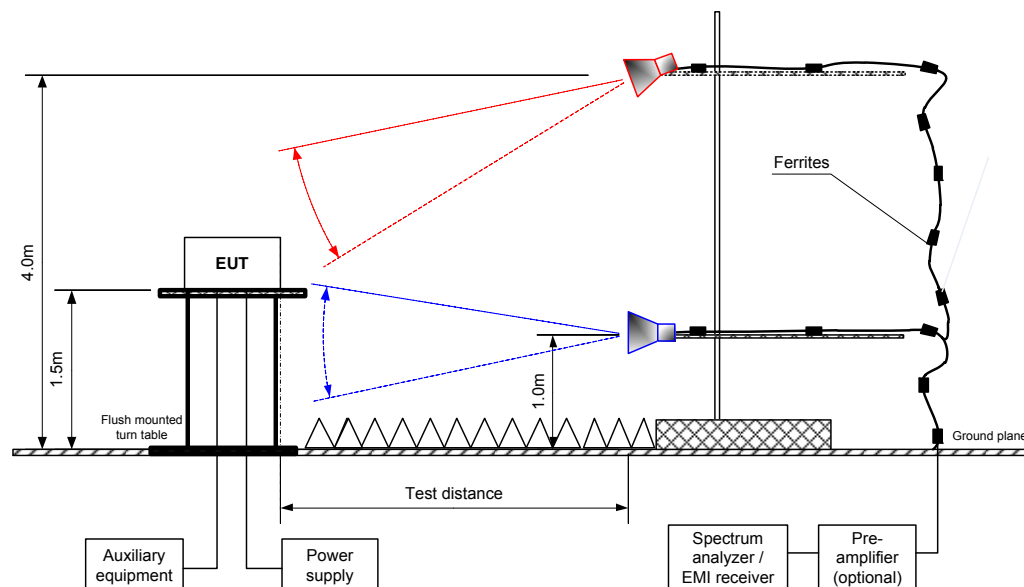 Ferrites
EUT
4.0m
1.5m
1.0m
Flush mounted
turn table
Ground plane
Test distance
Auxiliary
equipment
Power
supply
Spectrum
analyzer /
EMI receiver
Pre-
amplifier
(optional)